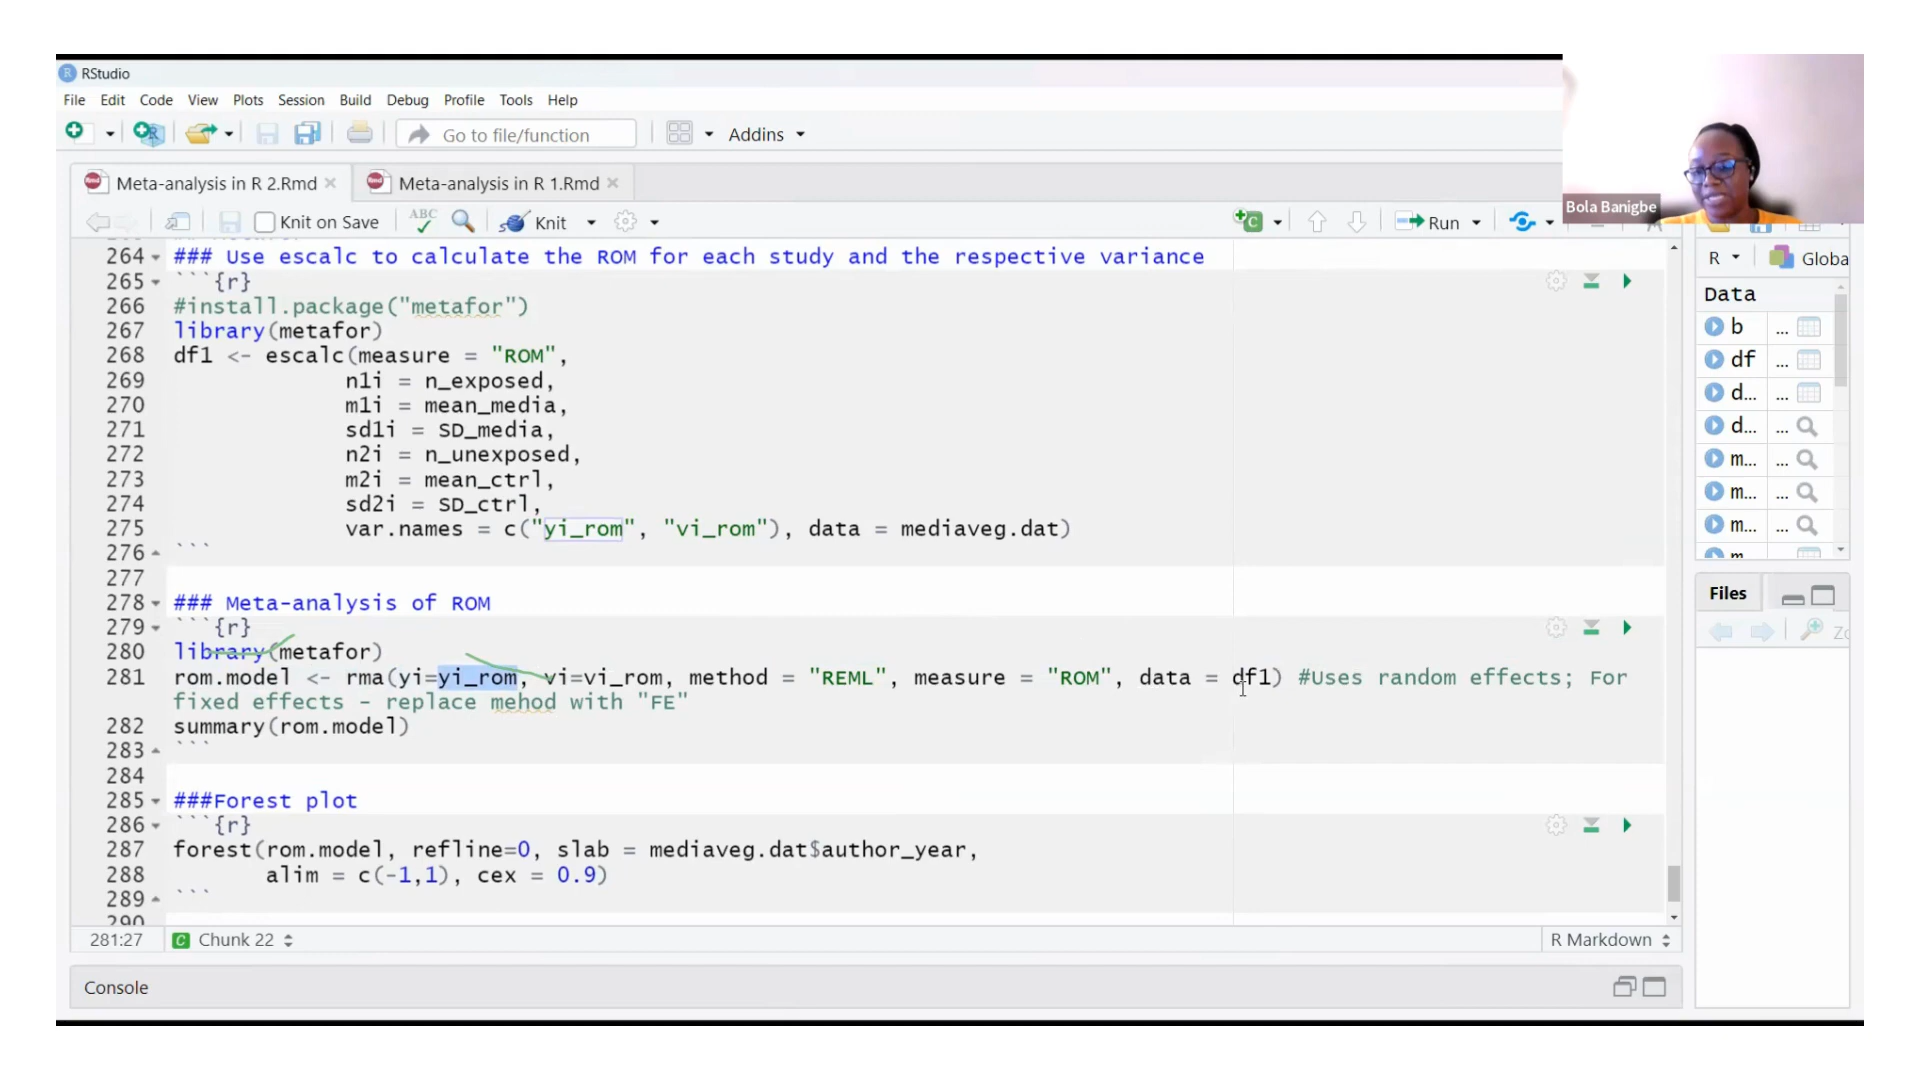 RStudio
File Edit Code View Plots Session Build Debug Profile Tools Help
Go to file/function Addins
Meta-analysis in R 2.Rmd Meta-analysis in R 1.Rmd
Knit on Save ABC Knit Run
Bola Banigbe
264 ### Use escalc to calculate the ROM for each study and the respective variance
265 ```{r}
266 #install.package("metafor")
267 library(metafor)
268 df1 <- escalc(measure = "ROM",
269 n1i = n_exposed,
270 m1i = mean_media,
271 sd1i = SD_media,
272 n2i = n_unexposed,
273 m2i = mean_ctrl,
274 sd2i = SD_ctrl,
275 var.names = c("yi_rom", "vi_rom"), data = mediaveg.dat)
276 ```
277
278 ### Meta-analysis of ROM
279 ```{r}
280 library(metafor)
281 rom.model <- rma(yi=yi_rom, vi=vi_rom, method = "REML", measure = "ROM", data = df1) #Uses random effects; For
fixed effects - replace mehod with "FE"
282 summary(rom.model)
283 ```
284
285 ###Forest plot
286 ```{r}
287 forest(rom.model, refline=0, slab = mediaveg.dat$author_year,
288 alim = c(-1,1), cex = 0.9)
289 ```
290
281:27 Chunk 22 R Markdown
Console
R Globa
Data
b ...
df ...
d... ...
d... ...
m... ...
m... ...
m... ...
Files